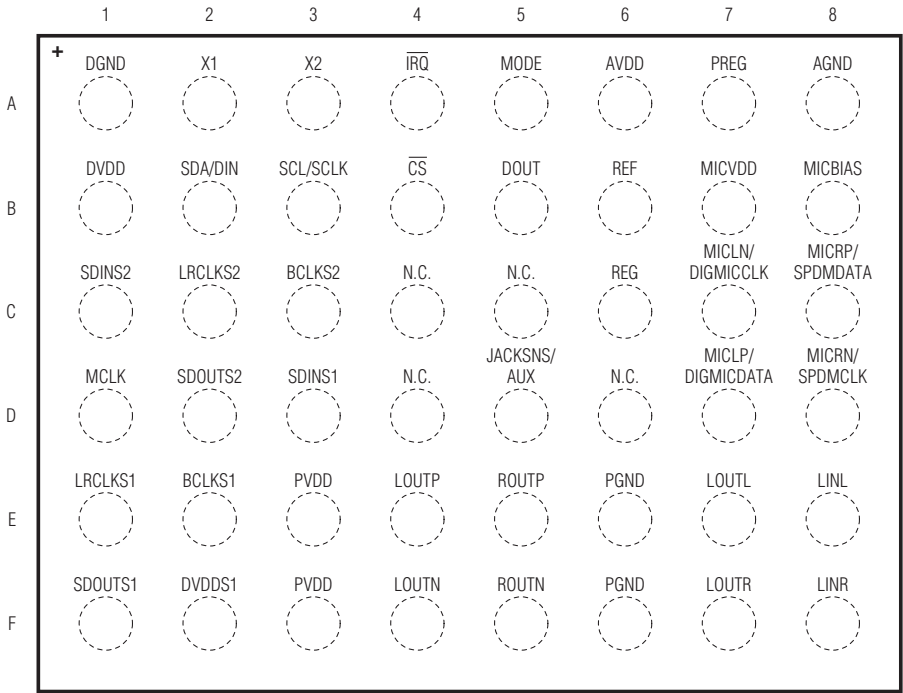 1 2 3 4 5 6 7 8
+
DGND X1 X2 IRQ MODE AVDD PREG AGND
A
DVDD SDA/DIN SCL/SCLK CS DOUT REF MICVDD MICBIAS
B
MICLN/ MICRP/
SDINS2 LRCLKS2 BCLKS2 N.C. N.C. REG DIGMICCLK SPDMDATA
C
JACKSNS/ MICLP/ MICRN/
MCLK SDOUTS2 SDINS1 N.C. AUX N.C. DIGMICDATA SPDMCLK
D
LRCLKS1 BCLKS1 PVDD LOUTP ROUTP PGND LOUTL LINL
E
SDOUTS1 DVDDS1 PVDD LOUTN ROUTN PGND LOUTR LINR
F